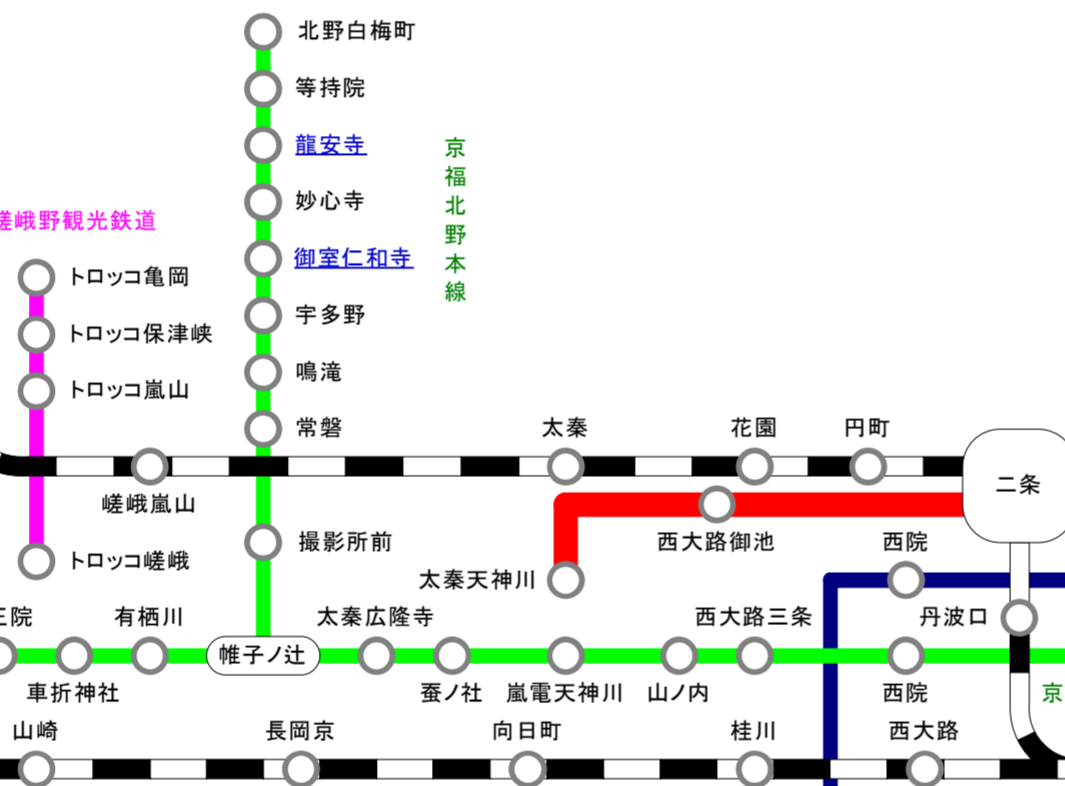 北野白梅町
等持院
龍安寺
京福北野本線
妙心寺
嵯峨野観光鉄道
御室仁和寺
トロッコ亀岡
宇多野
トロッコ保津峡
鳴滝
トロッコ嵐山
常磐
太秦
花園
円町
二条
嵯峨嵐山
撮影所前
西大路御池
西院
トロッコ嵯峨
太秦天神川
三院
有栖川
太秦広隆寺
西大路三条
丹波口
帷子ノ辻
車折神社
蚕ノ社
嵐電天神川
山ノ内
西院
京
山崎
長岡京
向日町
桂川
西大路